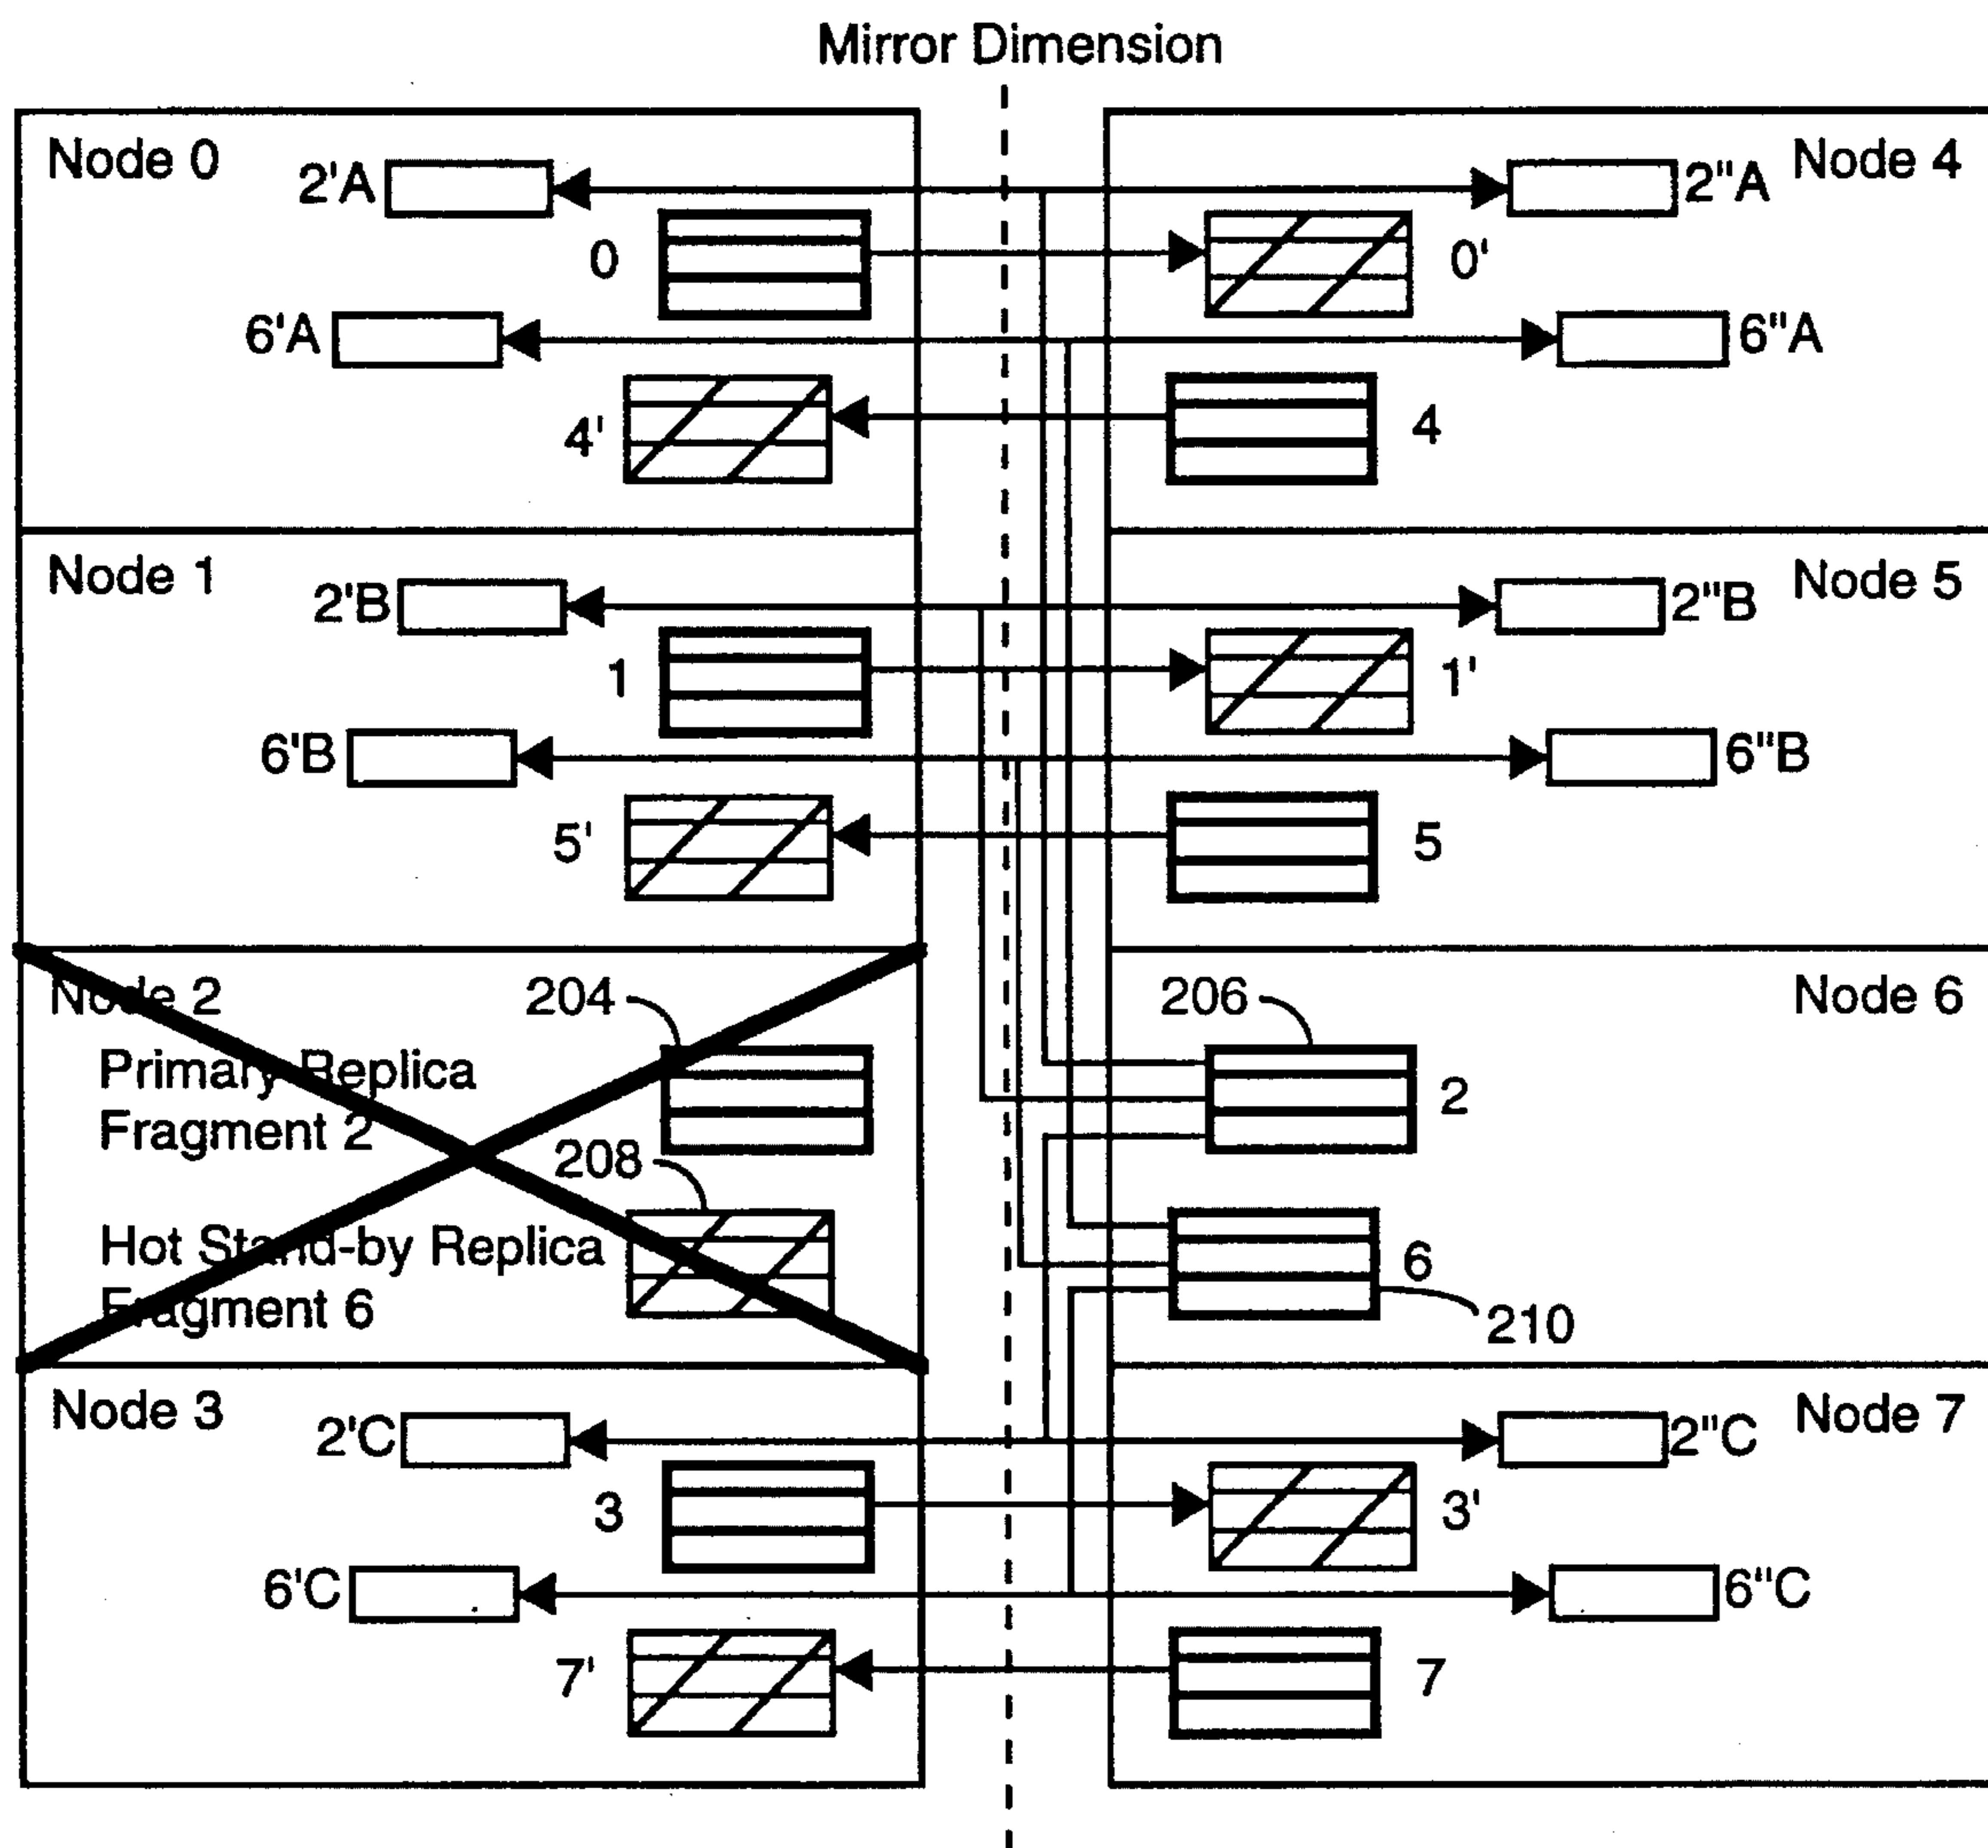 Mirror Dimension
Node 0
2'A
2"A
Node 4
0
0'
6'A
6"A
4'
4
Node 1
2'B
2"B
Node 5
1
1'
6'B
6"B
5'
5
Node 2
204
206
Node 6
Primary Replica
Fragment 2
2
208
Hot Stand-by Replica
Fragment 6
6
210
Node 3
2'C
2"C
Node 7
3
3'
6'C
6"C
7'
7